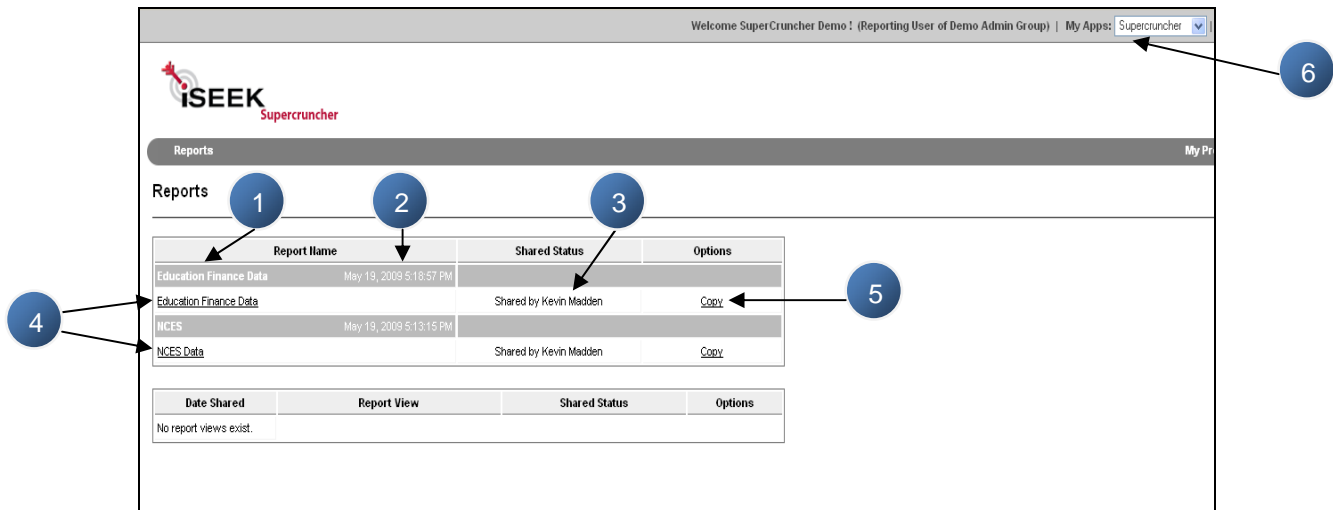 Welcome SuperCruncher Demo ! (Reporting User of Demo Admin Group) | My Apps: Supercruncher |
6
iSEEK
Supercruncher
Reports My Pr
Reports
1 2 3
Report Name Shared Status Options
Education Finance Data May 19, 2009 5:18:57 PM
Education Finance Data Shared by Kevin Madden Copy
5
4
NCES May 19, 2009 5:13:15 PM
NCES Data Shared by Kevin Madden Copy
Date Shared Report View Shared Status Options
No report views exist.